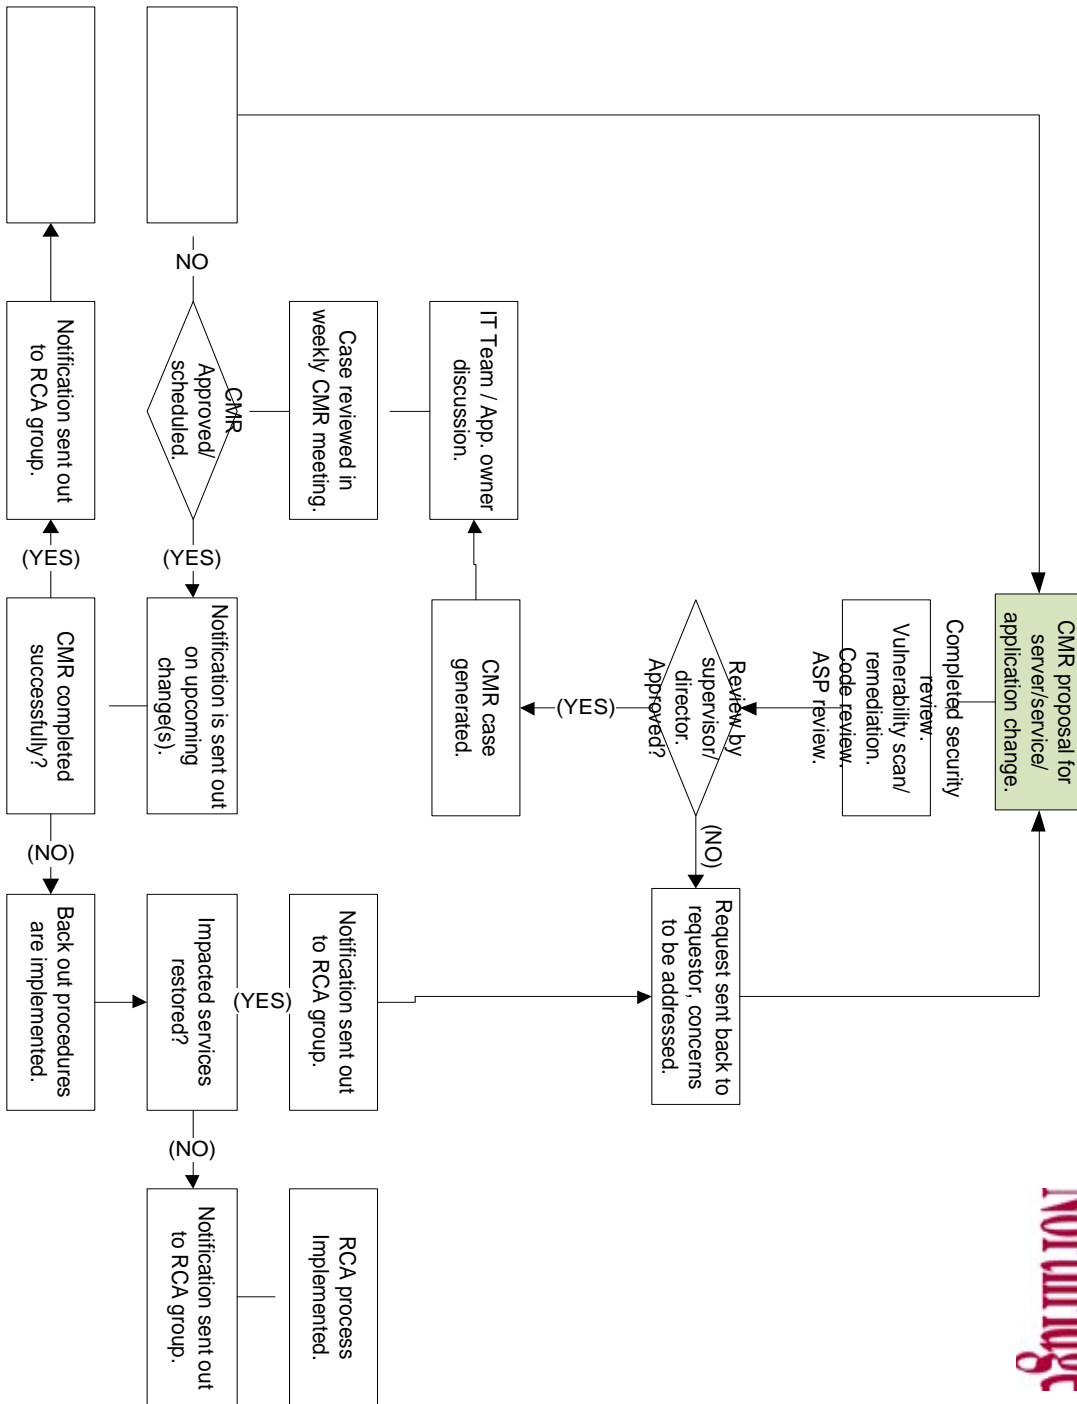 CMR proposal for
server/service/
application change.
Completed security
review.
Vulnerability scan/
remediation.
Code review.
ASP review.
Review by
supervisor/
director.
Approved?
(NO)
Request sent back to
requestor, concerns
to be addressed.
(YES)
CMR case
generated.
IT Team / App. owner
discussion.
Case reviewed in
weekly CMR meeting.
CMR
Approved/
scheduled.
NO
(YES)
Notification is sent out
on upcoming
change(s).
CMR completed
successfully?
(YES)
Notification sent out
to RCA group.
(NO)
Back out procedures
are implemented.
Impacted services
restored?
(YES)
Notification sent out
to RCA group.
(NO)
Notification sent out
to RCA group.
RCA process
Implemented.